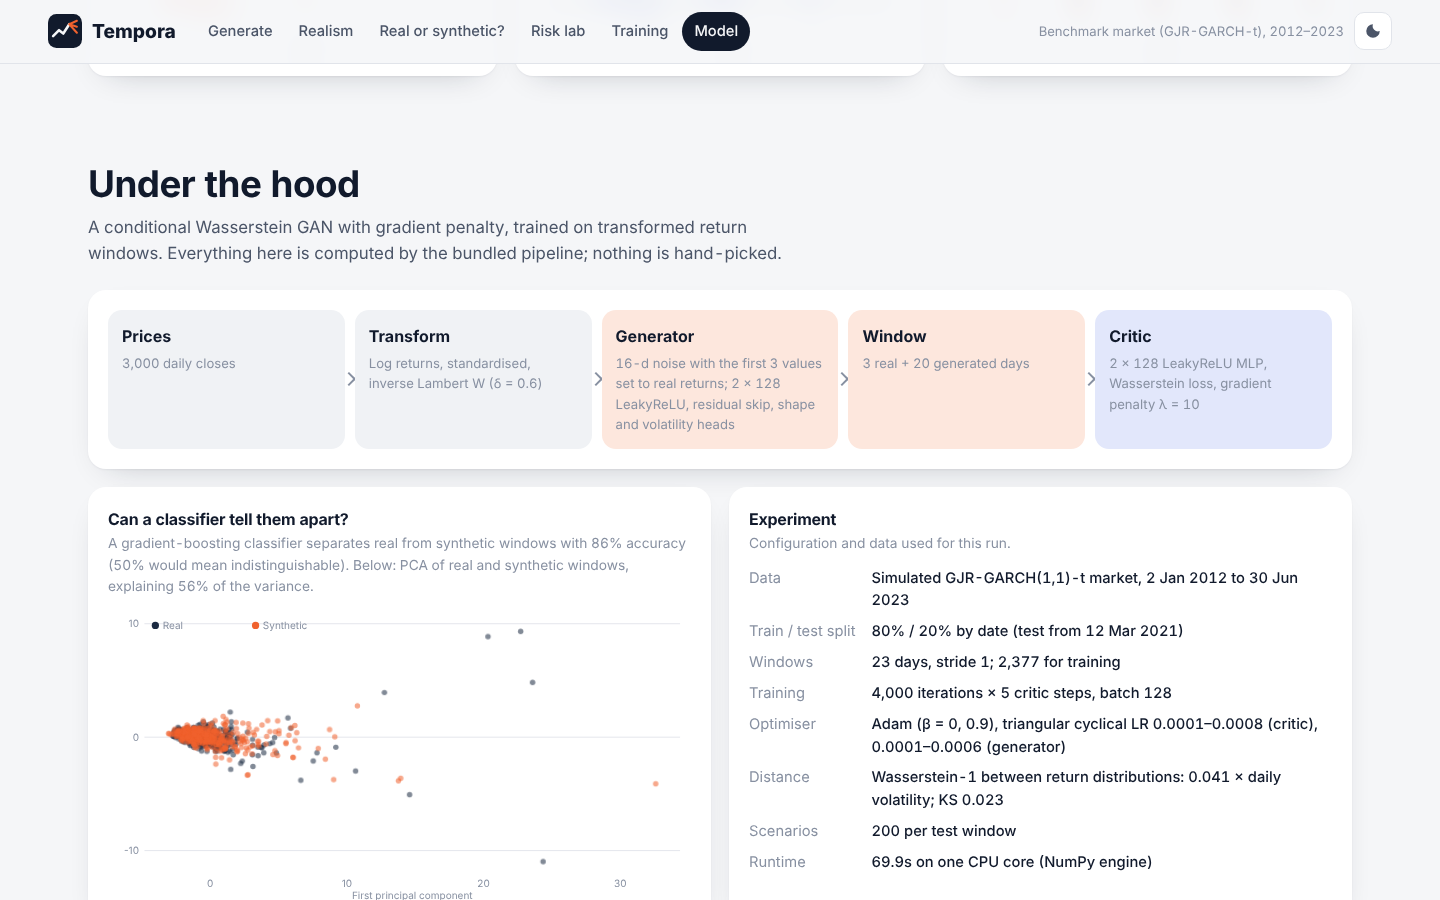 Tempora
Generate
Realism
Real or synthetic?
Risk lab
Training
Model
Benchmark market (GJR-GARCH-t), 2012–2023
Under the hood
A conditional Wasserstein GAN with gradient penalty, trained on transformed return
windows. Everything here is computed by the bundled pipeline; nothing is hand-picked.
Prices
3,000 daily closes
Transform
Log returns, standardised,
inverse Lambert W (δ = 0.6)
Generator
16-d noise with the first 3 values
set to real returns; 2 × 128
LeakyReLU, residual skip, shape
and volatility heads
Window
3 real + 20 generated days
Critic
2 × 128 LeakyReLU MLP,
Wasserstein loss, gradient
penalty λ = 10
Can a classifier tell them apart?
A gradient-boosting classifier separates real from synthetic windows with 86% accuracy
(50% would mean indistinguishable). Below: PCA of real and synthetic windows,
explaining 56% of the variance.
Real
Synthetic
10
0
-10
0
10
20
30
First principal component
Experiment
Configuration and data used for this run.
Data
Simulated GJR-GARCH(1,1)-t market, 2 Jan 2012 to 30 Jun
2023
Train / test split
80% / 20% by date (test from 12 Mar 2021)
Windows
23 days, stride 1; 2,377 for training
Training
4,000 iterations × 5 critic steps, batch 128
Optimiser
Adam (β = 0, 0.9), triangular cyclical LR 0.0001–0.0008 (critic),
0.0001–0.0006 (generator)
Distance
Wasserstein-1 between return distributions: 0.041 × daily
volatility; KS 0.023
Scenarios
200 per test window
Runtime
69.9s on one CPU core (NumPy engine)